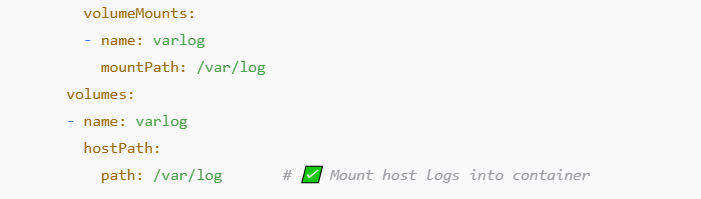 volumeMounts:
- name: varlog
mountPath: /var/log
volumes:
- name: varlog
hostPath:
path: /var/log # ✅ Mount host logs into container